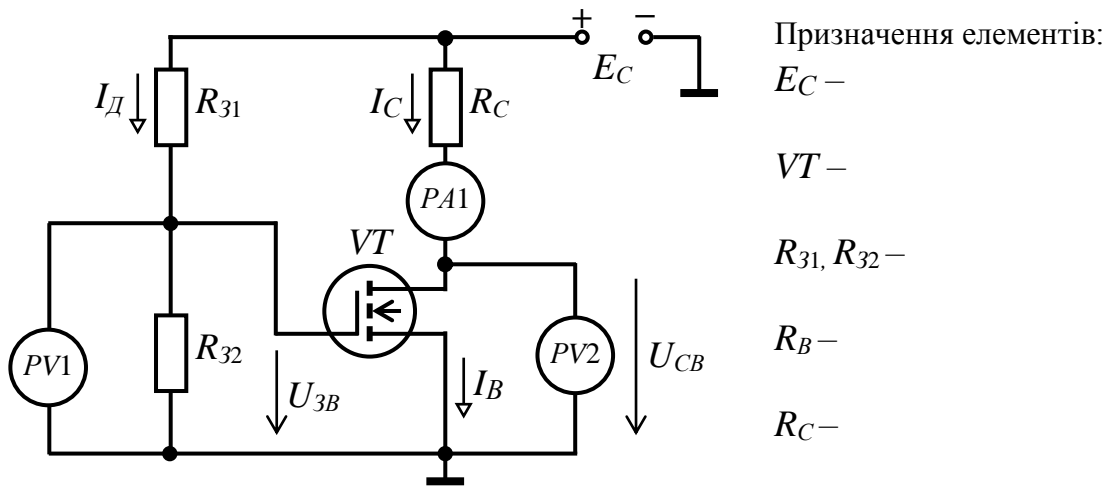 Призначення елементів:
+ −
E_C
E_C –
I_Д
R_З1
I_C
R_C
VT –
PA1
VT
R_З1, R_З2 –
PV1
R_З2
U_ЗВ
I_В
PV2
U_СВ
R_В –
R_C –